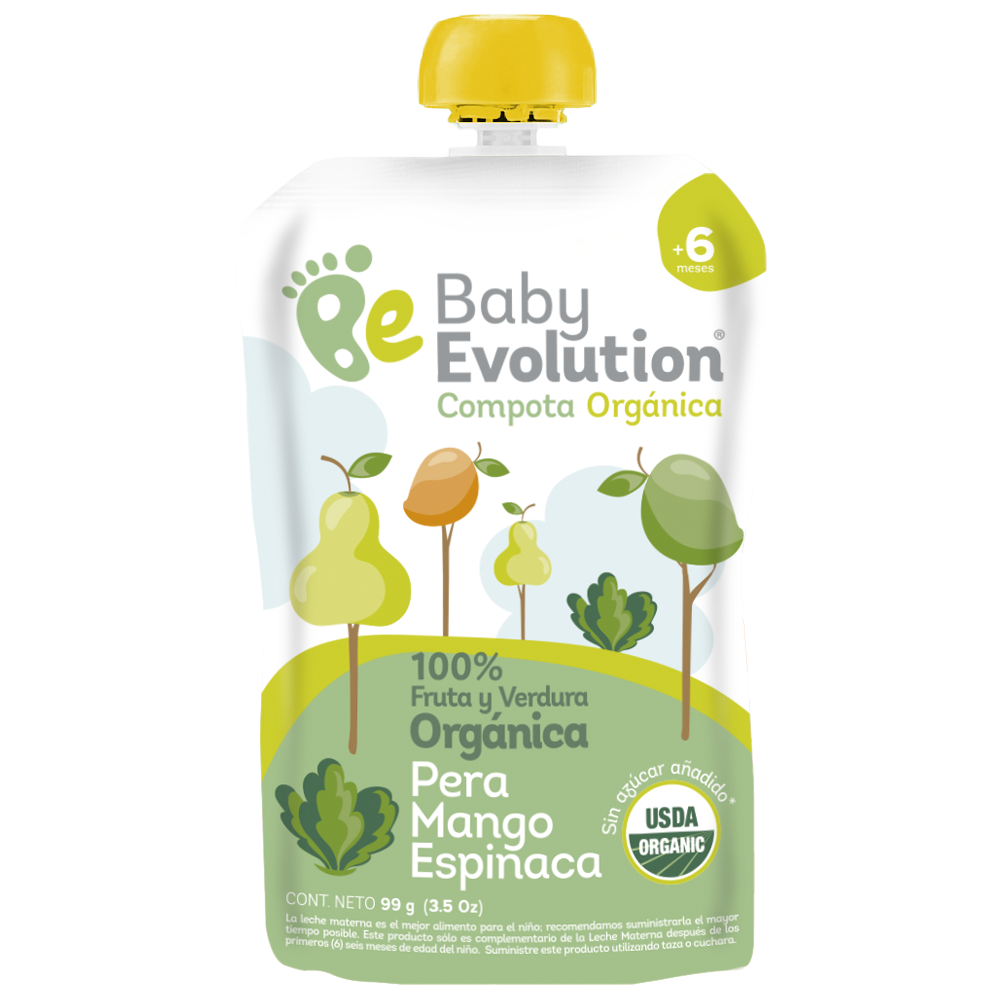 +6
meses
Be
Baby
Evolution®
Compota Orgánica
100%
Fruta y Verdura
Orgánica
Pera
Mango
Espinaca
Sin azúcar añadido*
USDA
ORGANIC
CONT. NETO 99 g (3.5 Oz)
La leche materna es el mejor alimento para el niño; recomendamos suministrarla el mayor
tiempo posible. Este producto sólo es complementario de la Leche Materna después de los
primeros (6) seis meses de edad del niño. Suministre este producto utilizando taza o cuchara.